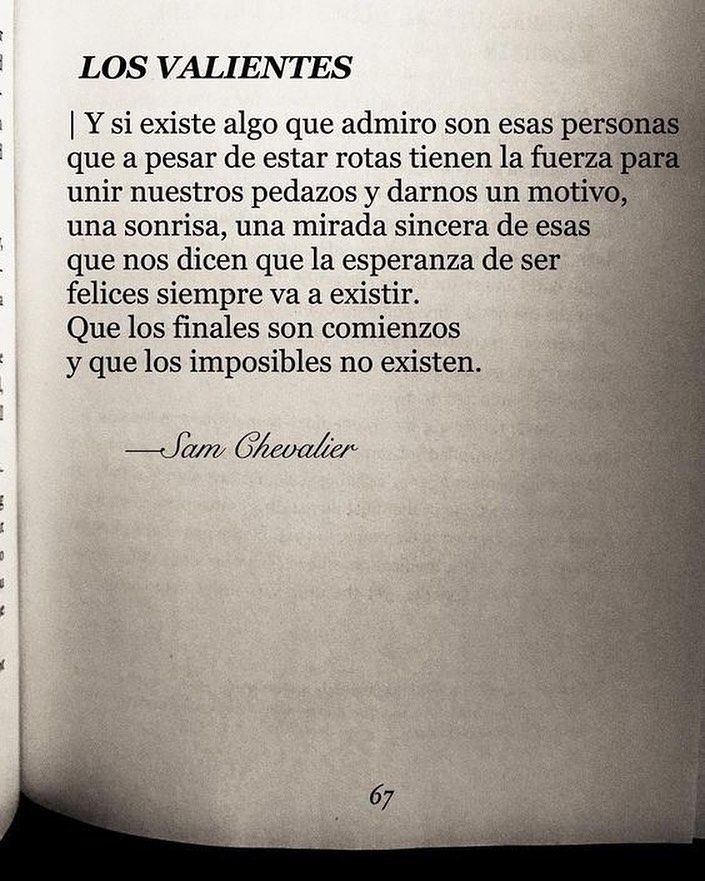 LOS VALIENTES
| Y si existe algo que admiro son esas personas
que a pesar de estar rotas tienen la fuerza para
unir nuestros pedazos y darnos un motivo,
una sonrisa, una mirada sincera de esas
que nos dicen que la esperanza de ser
felices siempre va a existir.
Que los finales son comienzos
y que los imposibles no existen.
—Sam Chevalier
67